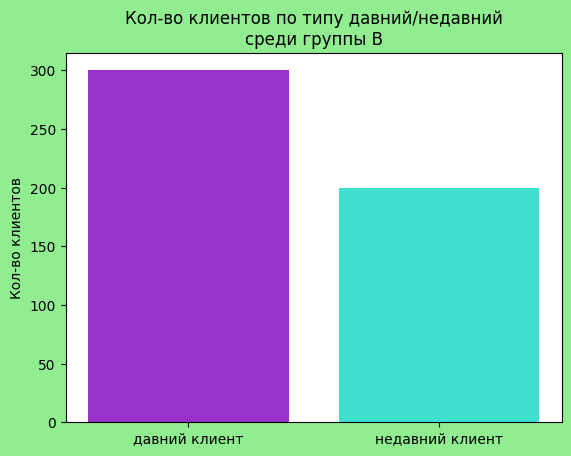 Кол-во клиентов по типу давний/недавний
среди группы B
Кол-во клиентов
300
250
200
150
100
50
0
давний клиент
недавний клиент